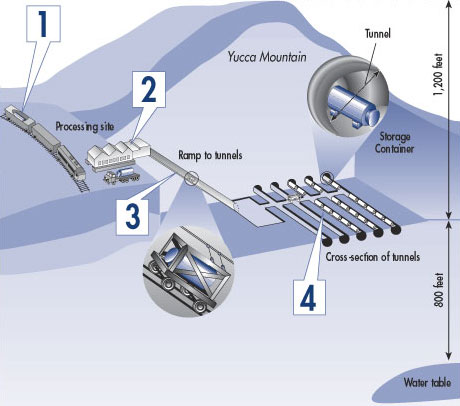 1
2
Yucca Mountain
Tunnel
1,200 feet
Processing site
Storage
Container
Ramp to tunnels
3
4
Cross-section of tunnels
800 feet
Water table